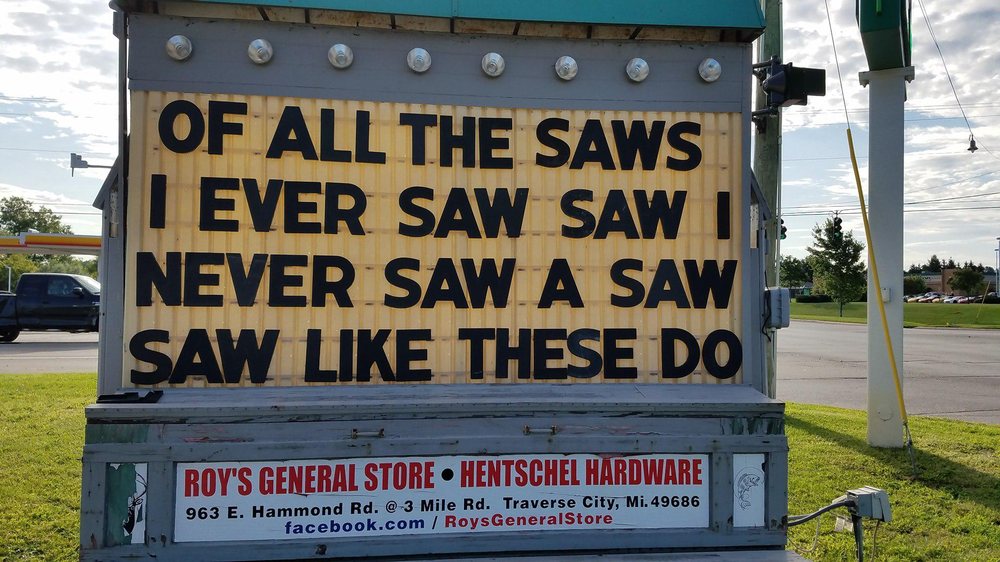 OF ALL THE SAWS
I EVER SAW SAW I
NEVER SAW A SAW
SAW LIKE THESE DO
ROY'S GENERAL STORE • HENTSCHEL HARDWARE
963 E. Hammond Rd. @ 3 Mile Rd. Traverse City, Mi. 49686
facebook.com / RoysGeneralStore